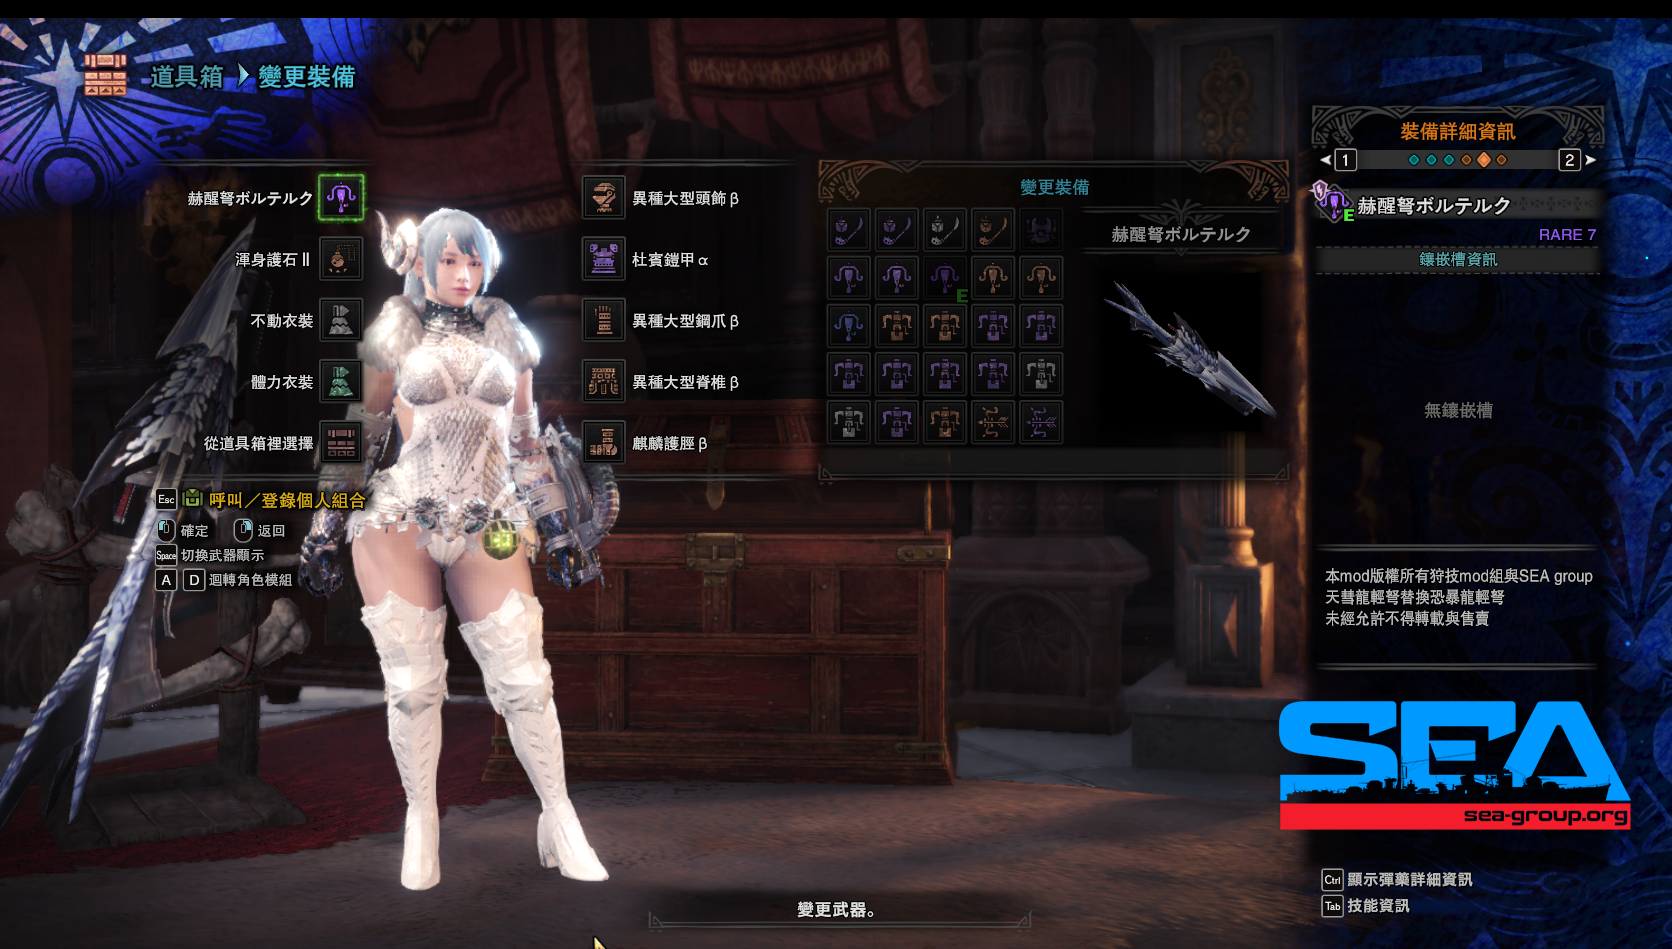 道具箱 變更裝備
赫醒弩ボルテルク
渾身護石 II
不動衣裝
體力衣裝
從道具箱裡選擇
Esc 呼叫／登錄個人組合
確定 返回
Space 切換武器顯示
A D 迴轉角色模組
異種大型頭飾 β
杜賓鎧甲 α
異種大型鋼爪 β
異種大型脊椎 β
麒麟護脛 β
變更裝備
赫醒弩ボルテルク
E
裝備詳細資訊
1 2
E 赫醒弩ボルテルク
RARE 7
鑲嵌槽資訊
無鑲嵌槽
本mod版權所有狩技mod組與SEA group
天彗龍輕弩替換恐暴龍輕弩
未經允許不得轉載與售賣
SEA
sea-group.org
Ctrl 顯示彈藥詳細資訊
Tab 技能資訊
變更武器。